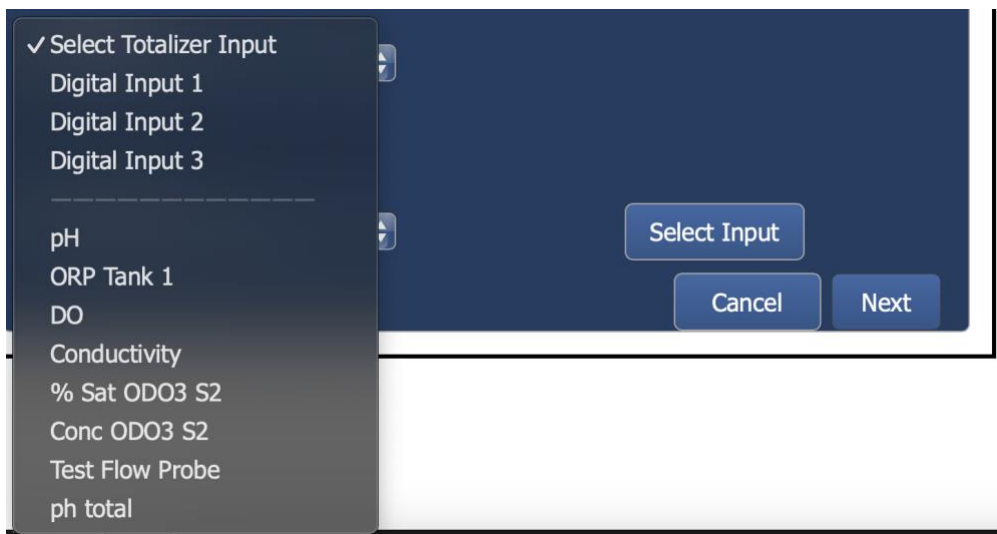 ✓ Select Totalizer Input
Digital Input 1
Digital Input 2
Digital Input 3
——————————————
pH
ORP Tank 1
DO
Conductivity
% Sat ODO3 S2
Conc ODO3 S2
Test Flow Probe
ph total
Select Input
Cancel Next